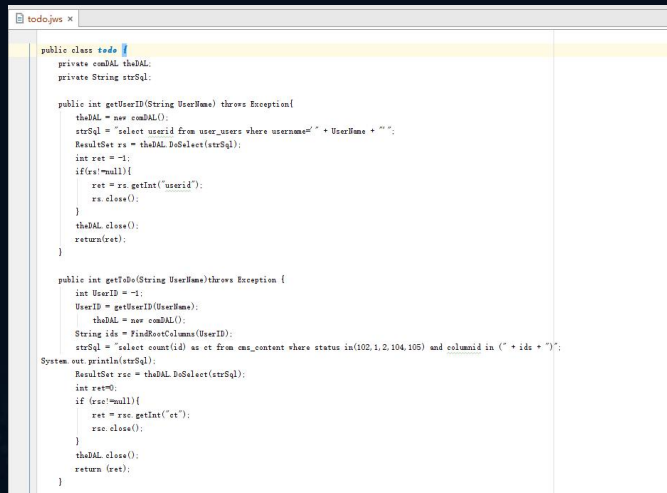 todo.jws ×
public class todo {
private comDAL theDAL;
private String strSql;
public int getUserID(String UserName) throws Exception{
theDAL = new comDAL();
strSql = "select userid from user_users where username='" + UserName + "'";
ResultSet rs = theDAL.DoSelect(strSql);
int ret = -1;
if(rs!=null){
ret = rs.getInt("userid");
rs.close();
}
theDAL.close();
return(ret);
}
public int getToDo(String UserName)throws Exception {
int UserID = -1;
UserID = getUserID(UserName);
theDAL = new comDAL();
String ids = FindRootColumns(UserID);
strSql = "select count(id) as ct from cms_content where status in(102,1,2,104,105) and columnid in (" + ids + ")";
System.out.println(strSql);
ResultSet rsc = theDAL.DoSelect(strSql);
int ret=0;
if (rsc!=null){
ret = rsc.getInt("ct");
rsc.close();
}
theDAL.close();
return (ret);
}